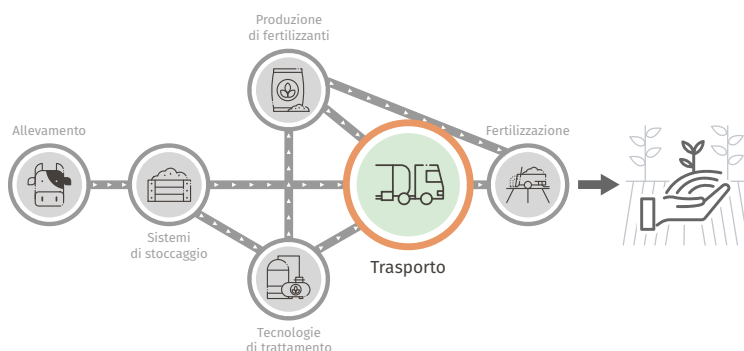 Produzione
di fertilizzanti
Allevamento
Fertilizzazione
Sistemi
di stoccaggio
Trasporto
Tecnologie
di trattamento